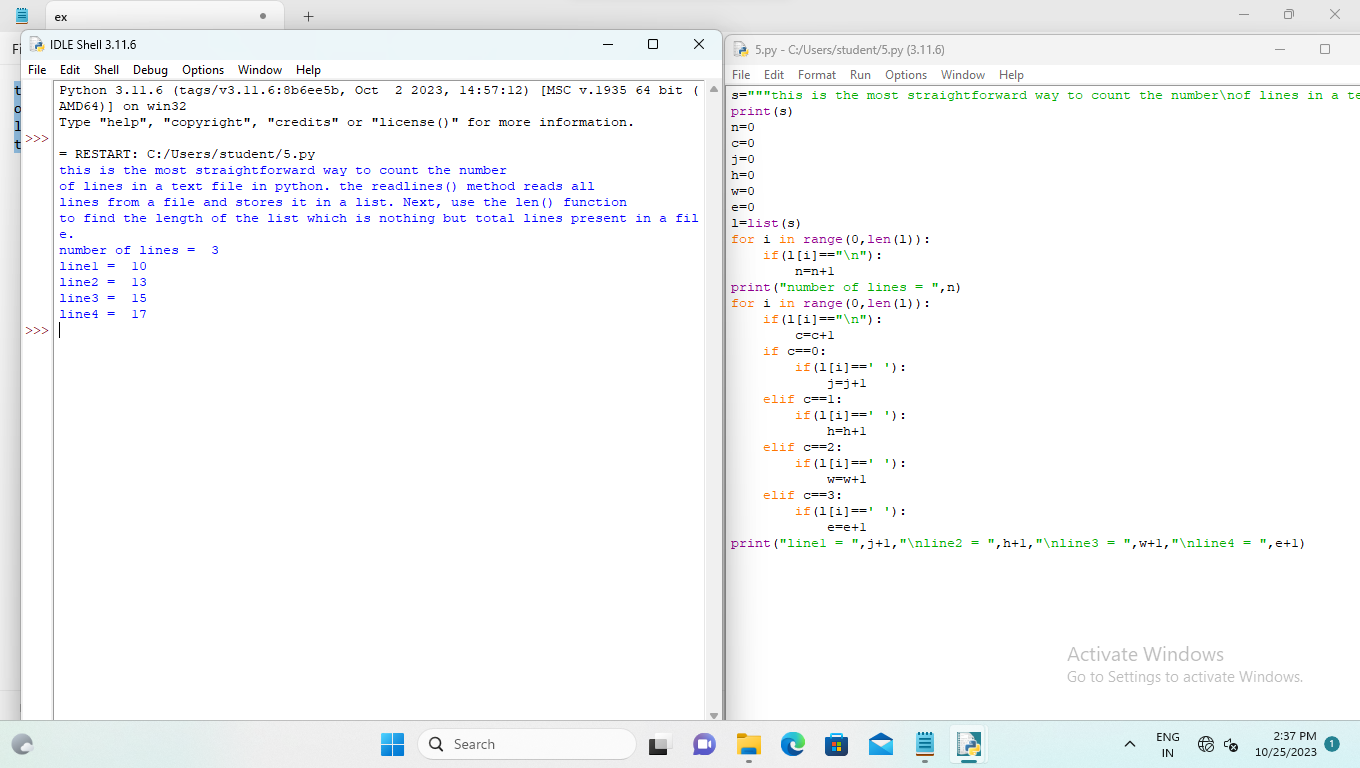 ex
IDLE Shell 3.11.6
File Edit Shell Debug Options Window Help
Python 3.11.6 (tags/v3.11.6:8b6ee5b, Oct  2 2023, 14:57:12) [MSC v.1935 64 bit (
AMD64)] on win32
Type "help", "copyright", "credits" or "license()" for more information.
>>>
= RESTART: C:/Users/student/5.py
this is the most straightforward way to count the number
of lines in a text file in python. the readlines() method reads all
lines from a file and stores it in a list. Next, use the len() function
to find the length of the list which is nothing but total lines present in a fil
e.
number of lines =  3
line1 =  10
line2 =  13
line3 =  15
line4 =  17
>>>
5.py - C:/Users/student/5.py (3.11.6)
File Edit Format Run Options Window Help
s="""this is the most straightforward way to count the number\nof lines in a te
print(s)
n=0
c=0
j=0
h=0
w=0
e=0
l=list(s)
for i in range(0,len(l)):
    if(l[i]=="\n"):
        n=n+1
print("number of lines = ",n)
for i in range(0,len(l)):
    if(l[i]=="\n"):
        c=c+1
    if c==0:
        if(l[i]==' '):
            j=j+1
    elif c==1:
        if(l[i]==' '):
            h=h+1
    elif c==2:
        if(l[i]==' '):
            w=w+1
    elif c==3:
        if(l[i]==' '):
            e=e+1
print("line1 = ",j+1,"\nline2 = ",h+1,"\nline3 = ",w+1,"\nline4 = ",e+1)
Activate Windows
Go to Settings to activate Windows.
Search
ENG
IN
2:37 PM
10/25/2023
1